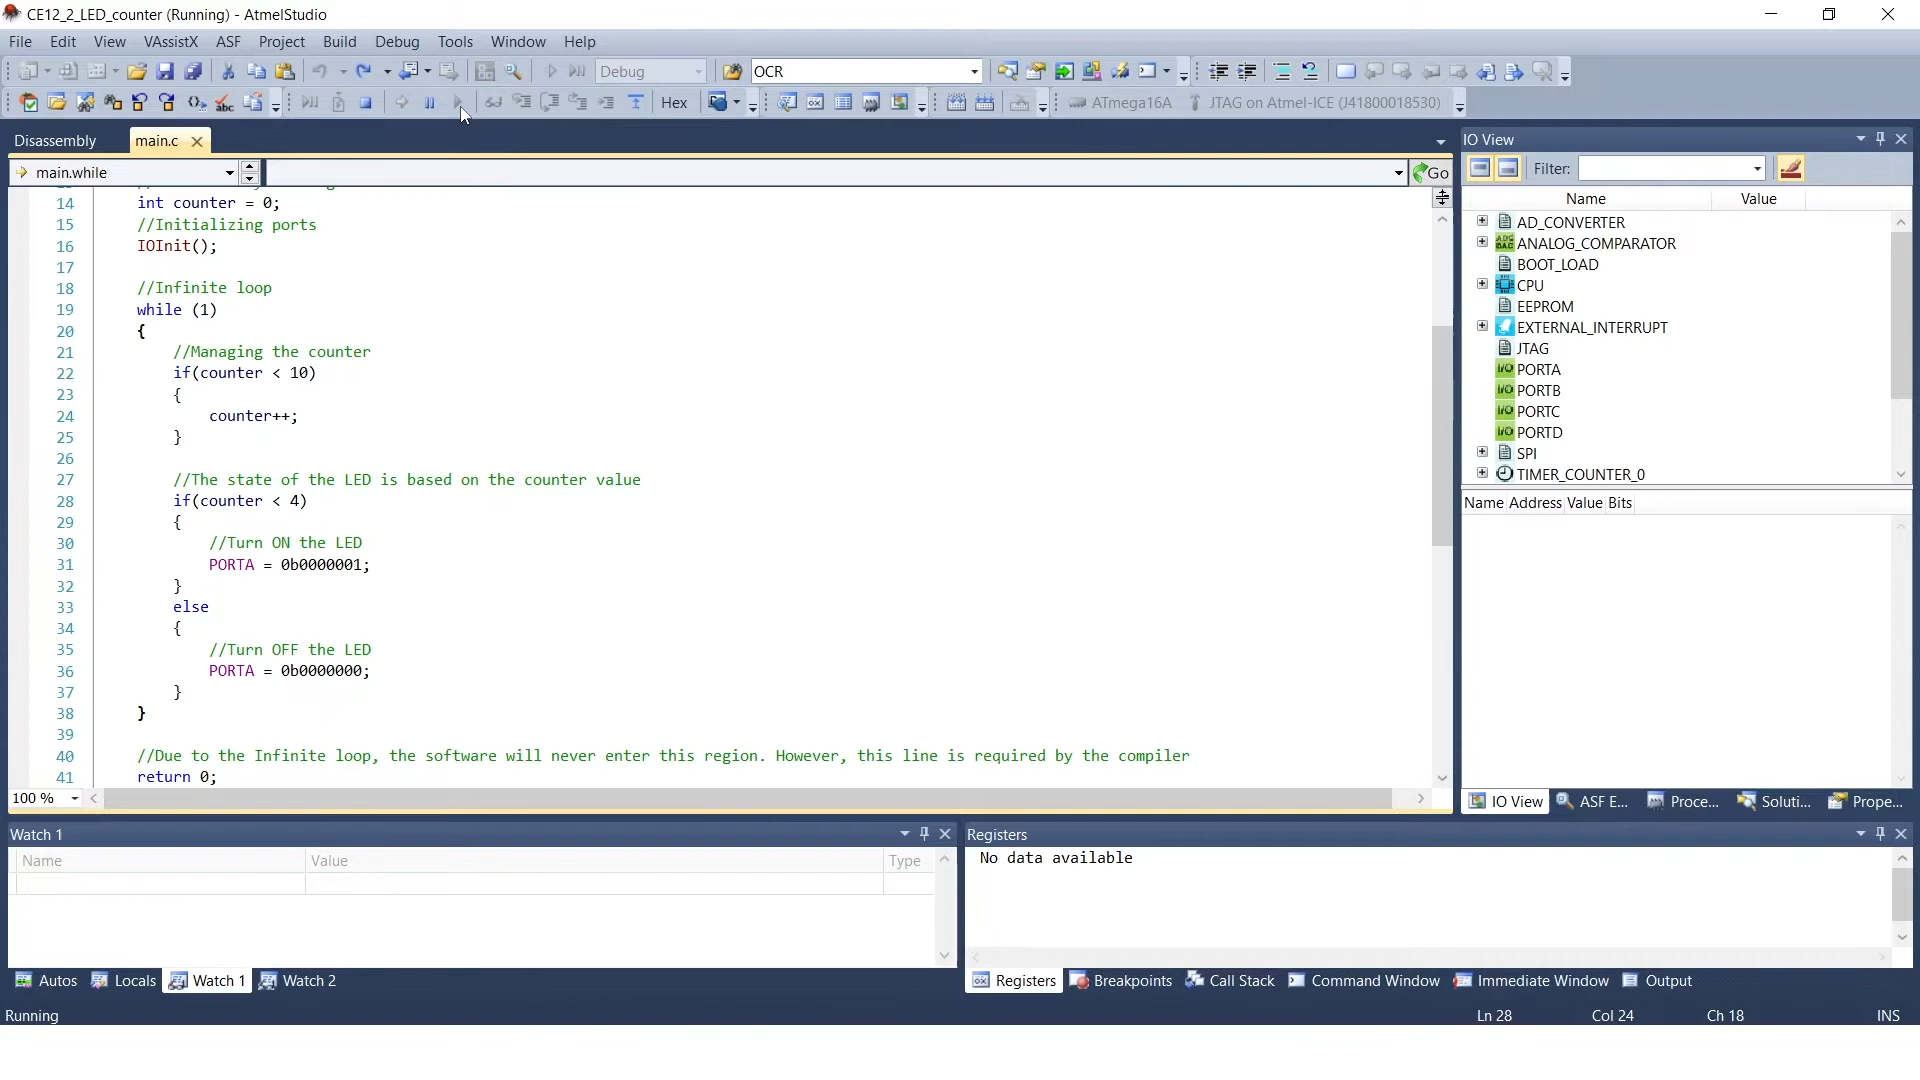 CE12_2_LED_counter (Running) - AtmelStudio
File Edit View VAssistX ASF Project Build Debug Tools Window Help
Debug OCR
Hex ATmega16A JTAG on Atmel-ICE (J41800018530)
Disassembly main.c
main.while Go
14 int counter = 0;
15 //Initializing ports
16 IOInit();
17
18 //Infinite loop
19 while (1)
20 {
21 //Managing the counter
22 if(counter < 10)
23 {
24 counter++;
25 }
26
27 //The state of the LED is based on the counter value
28 if(counter < 4)
29 {
30 //Turn ON the LED
31 PORTA = 0b0000001;
32 }
33 else
34 {
35 //Turn OFF the LED
36 PORTA = 0b0000000;
37 }
38 }
39
40 //Due to the Infinite loop, the software will never enter this region. However, this line is required by the compiler
41 return 0;
100 %
IO View
Filter:
Name Value
AD_CONVERTER
ANALOG_COMPARATOR
BOOT_LOAD
CPU
EEPROM
EXTERNAL_INTERRUPT
JTAG
PORTA
PORTB
PORTC
PORTD
SPI
TIMER_COUNTER_0
Name Address Value Bits
IO View ASF E... Proce... Soluti... Prope...
Watch 1
Name Value Type
Autos Locals Watch 1 Watch 2
Registers
No data available
Registers Breakpoints Call Stack Command Window Immediate Window Output
Running Ln 28 Col 24 Ch 18 INS